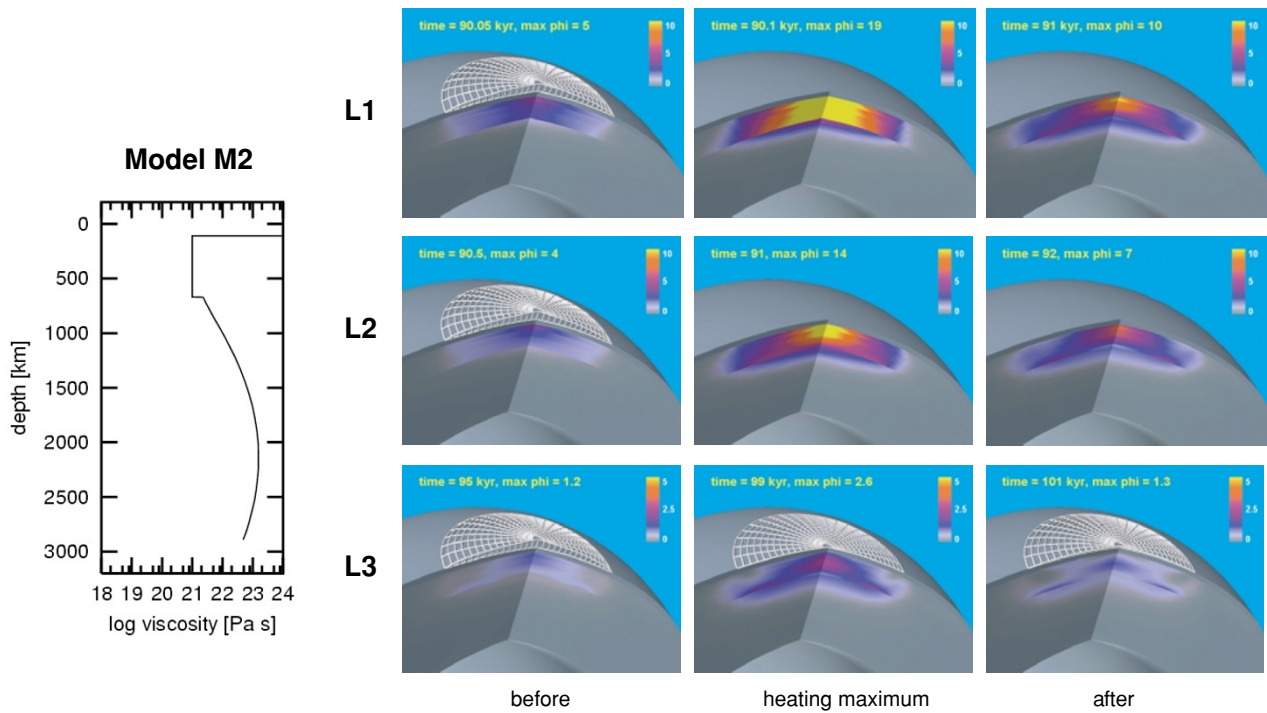 Model M2
0
500
1000
1500
2000
2500
3000
depth [km]
18 19 20 21 22 23 24
log viscosity [Pa s]
L1
time = 90.05 kyr, max phi = 5
10
5
0
time = 90.1 kyr, max phi = 19
10
5
0
time = 91 kyr, max phi = 10
10
5
0
L2
time = 90.5, max phi = 4
10
5
0
time = 91, max phi = 14
10
5
0
time = 92, max phi = 7
10
5
0
L3
time = 95 kyr, max phi = 1.2
5
2.5
0
time = 99 kyr, max phi = 2.6
5
2.5
0
time = 101 kyr, max phi = 1.3
5
2.5
0
before
heating maximum
after